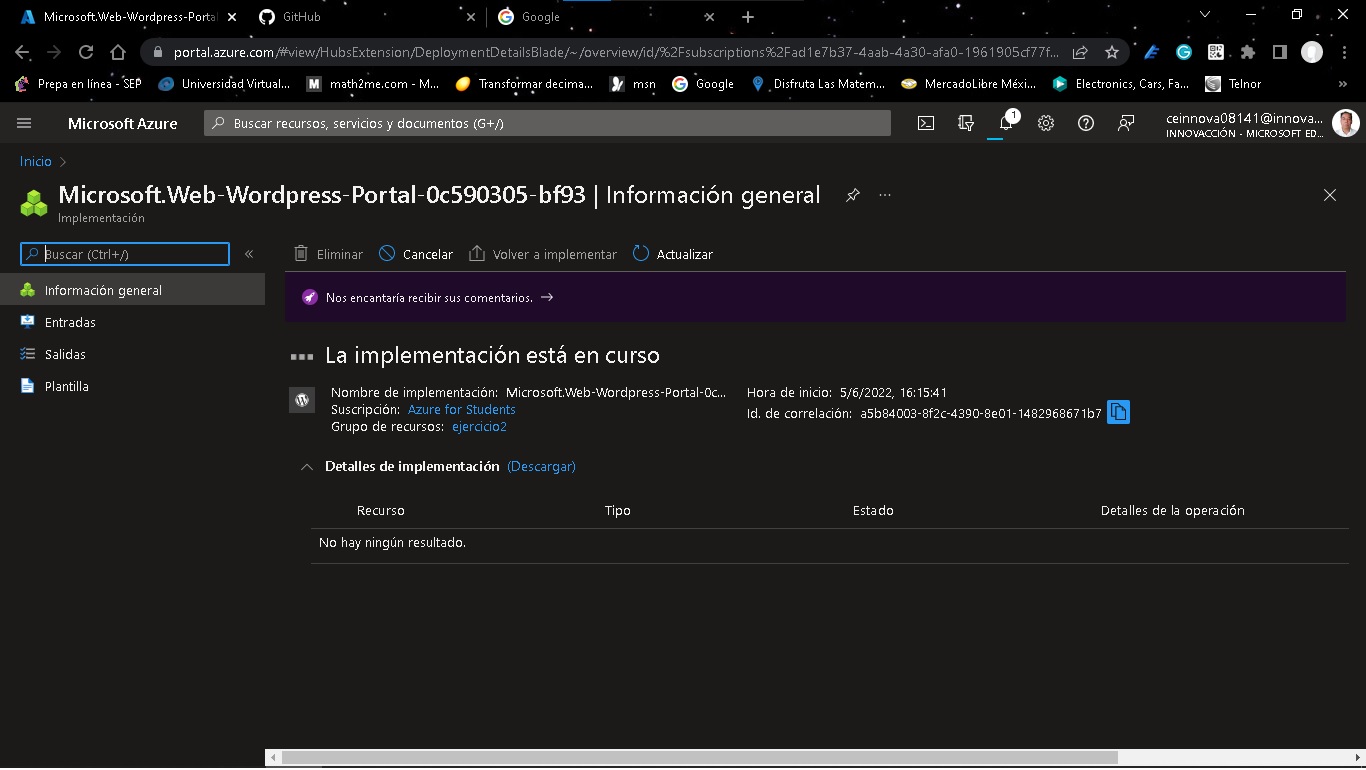 Microsoft.Web-Wordpress-Portal
GitHub
Google
portal.azure.com/#view/HubsExtension/DeploymentDetailsBlade/~/overview/id/%2Fsubscriptions%2Fad1e7b37-4aab-4a30-afa0-1961905cf77f...
Prepa en línea - SEP
Universidad Virtual...
math2me.com - M...
Transformar decima...
msn
Google
Disfruta Las Matem...
MercadoLibre Méxi...
Electronics, Cars, Fa...
Telnor
Microsoft Azure
Buscar recursos, servicios y documentos (G+/)
1
ceinnova08141@innova...
INNOVACCIÓN - MICROSOFT ED...
Inicio
Microsoft.Web-Wordpress-Portal-0c590305-bf93 | Información general
Implementación
Buscar (Ctrl+/)
Eliminar
Cancelar
Volver a implementar
Actualizar
Información general
Entradas
Salidas
Plantilla
Nos encantaría recibir sus comentarios. →
La implementación está en curso
Nombre de implementación: Microsoft.Web-Wordpress-Portal-0c...
Suscripción: Azure for Students
Grupo de recursos: ejercicio2
Hora de inicio: 5/6/2022, 16:15:41
Id. de correlación: a5b84003-8f2c-4390-8e01-1482968671b7
Detalles de implementación (Descargar)
Recurso Tipo Estado Detalles de la operación
No hay ningún resultado.